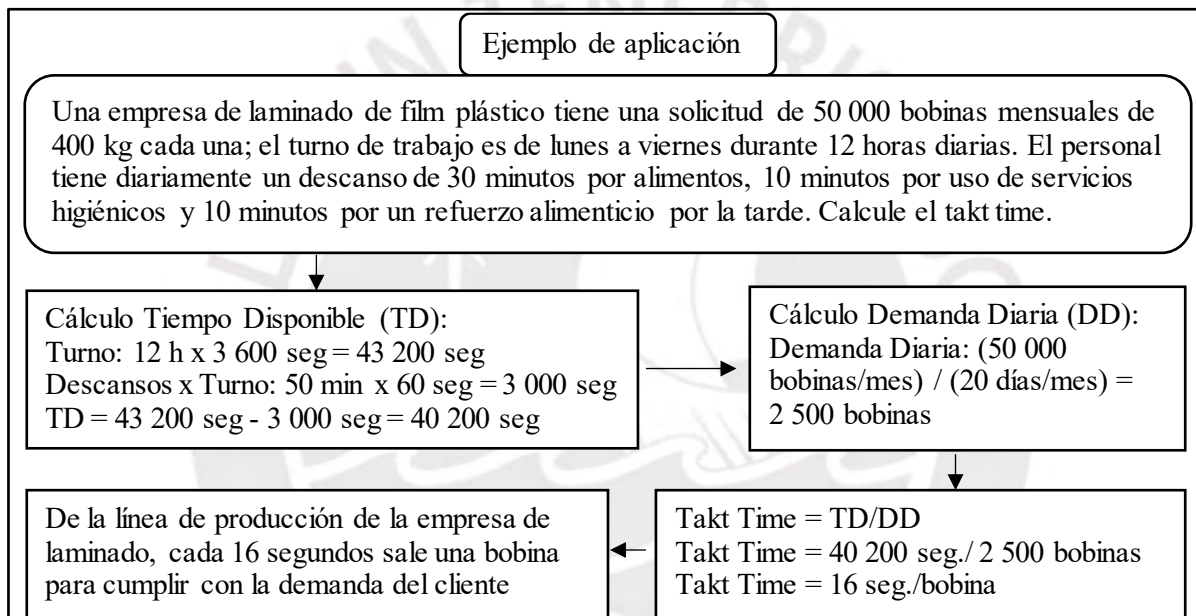 Ejemplo de aplicación
Una empresa de laminado de film plástico tiene una solicitud de 50 000 bobinas mensuales de
400 kg cada una; el turno de trabajo es de lunes a viernes durante 12 horas diarias. El personal
tiene diariamente un descanso de 30 minutos por alimentos, 10 minutos por uso de servicios
higiénicos y 10 minutos por un refuerzo alimenticio por la tarde. Calcule el takt time.
Cálculo Tiempo Disponible (TD):
Turno: 12 h x 3 600 seg = 43 200 seg
Descansos x Turno: 50 min x 60 seg = 3 000 seg
TD = 43 200 seg - 3 000 seg = 40 200 seg
Cálculo Demanda Diaria (DD):
Demanda Diaria: (50 000
bobinas/mes) / (20 días/mes) =
2 500 bobinas
Takt Time = TD/DD
Takt Time = 40 200 seg./ 2 500 bobinas
Takt Time = 16 seg./bobina
De la línea de producción de la empresa de
laminado, cada 16 segundos sale una bobina
para cumplir con la demanda del cliente